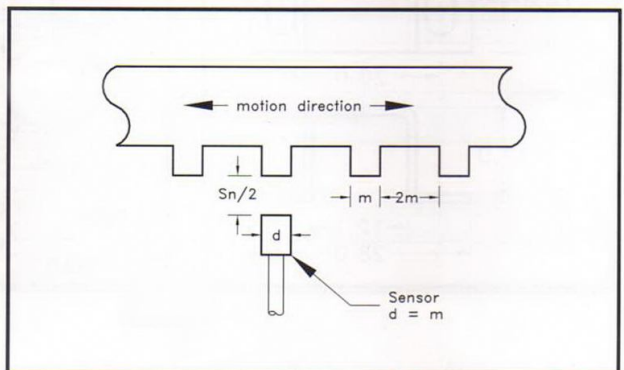 motion direction
Sn/2
m
2m
d
Sensor
d = m